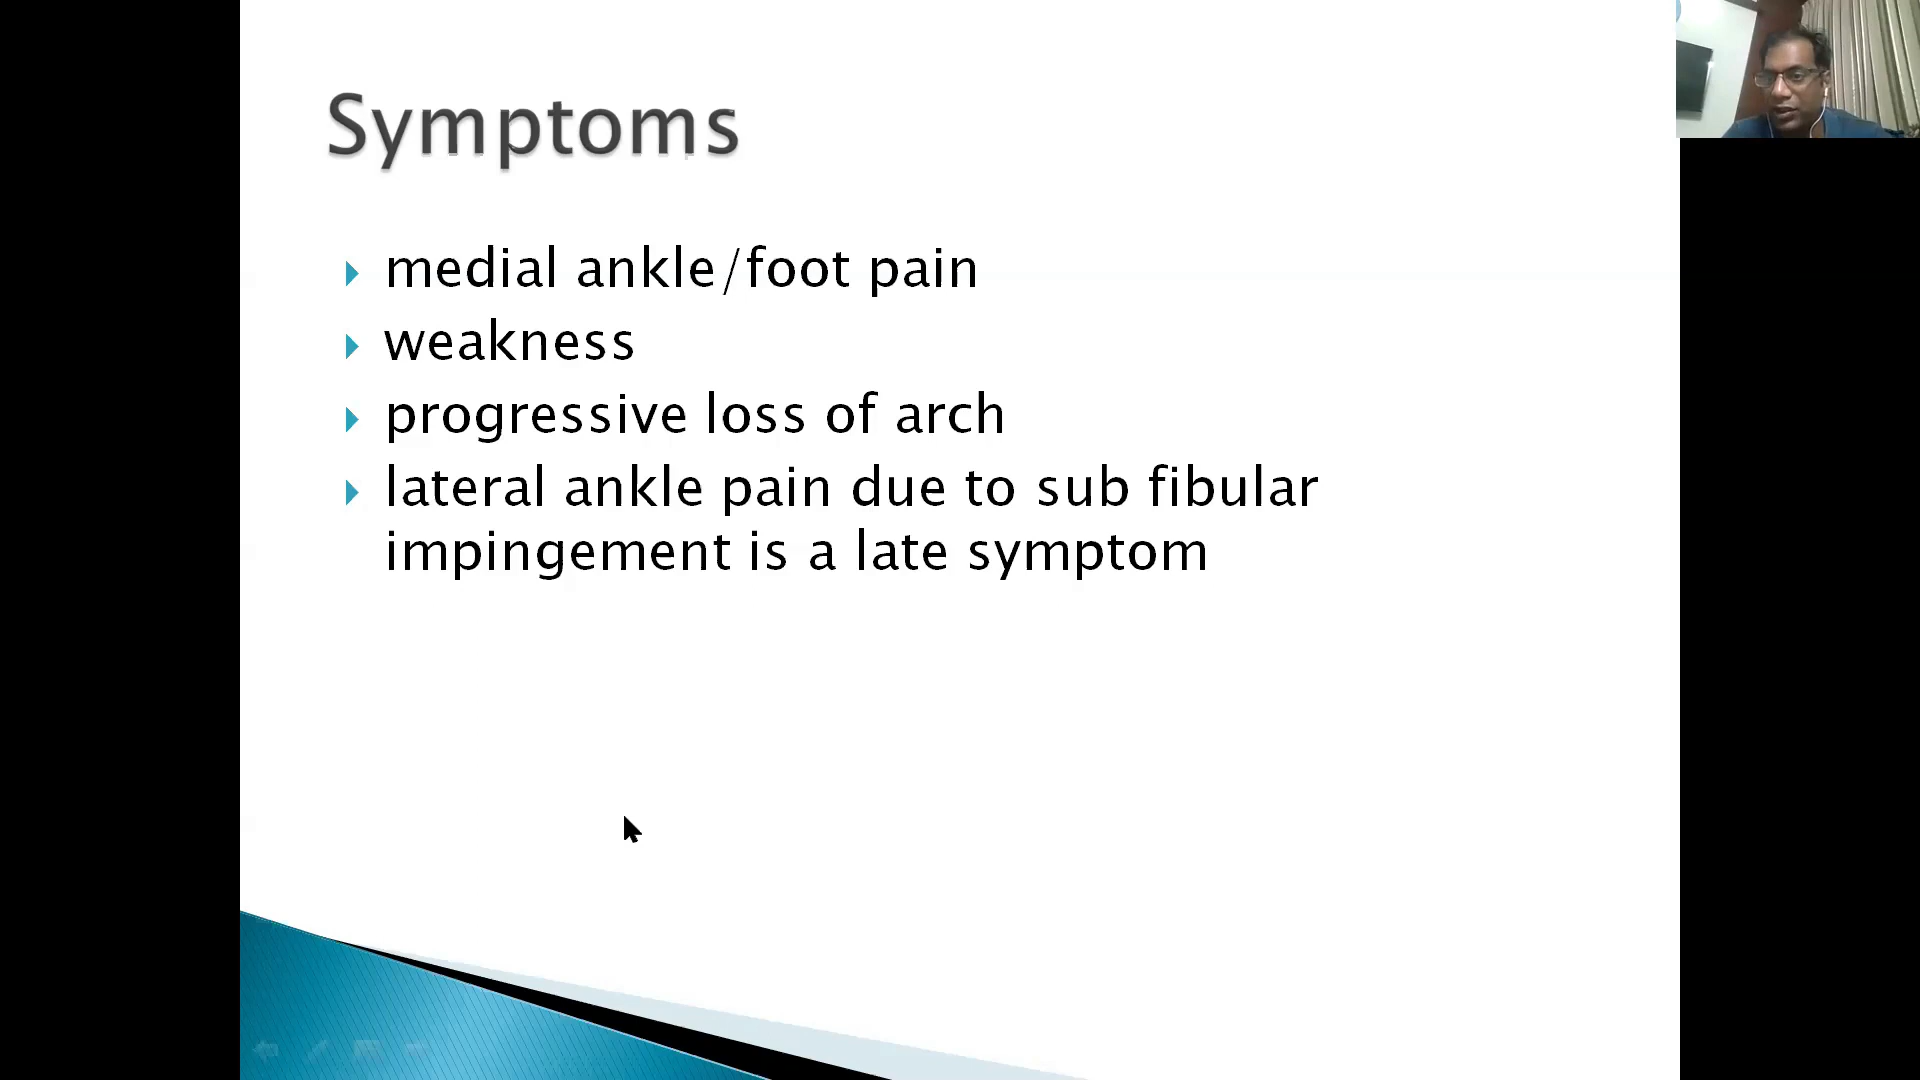 Symptoms
medial ankle/foot pain
weakness
progressive loss of arch
lateral ankle pain due to sub fibular
impingement is a late symptom